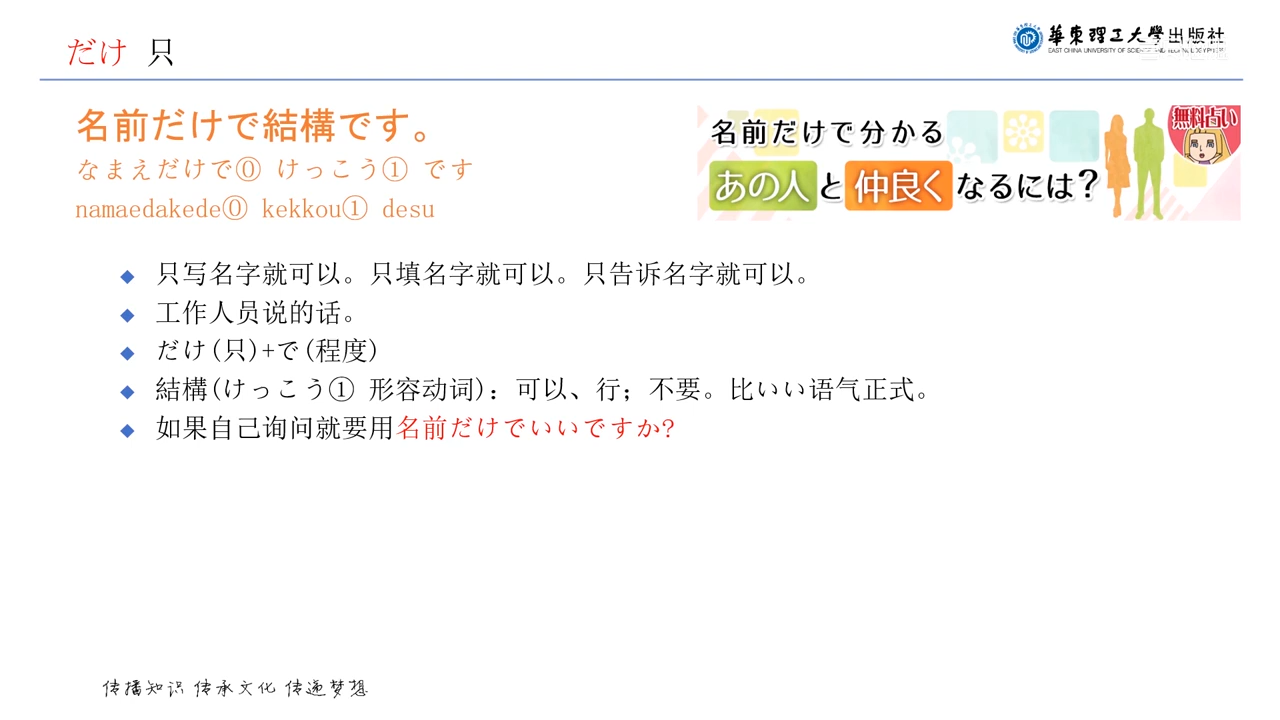 だけ 只
華東理工大學出版社
名前だけで結構です。
なまえだけで⓪ けっこう① です
namaedakede⓪ kekkou① desu
名前だけで分かる
あの人と仲良くなるには?
無料占い
局 局
只写名字就可以。只填名字就可以。只告诉名字就可以。
工作人员说的话。
だけ(只)+で(程度)
結構(けっこう① 形容动词):可以、行;不要。比いい语气正式。
如果自己询问就要用名前だけでいいですか?
传播知识 传承文化 传递梦想